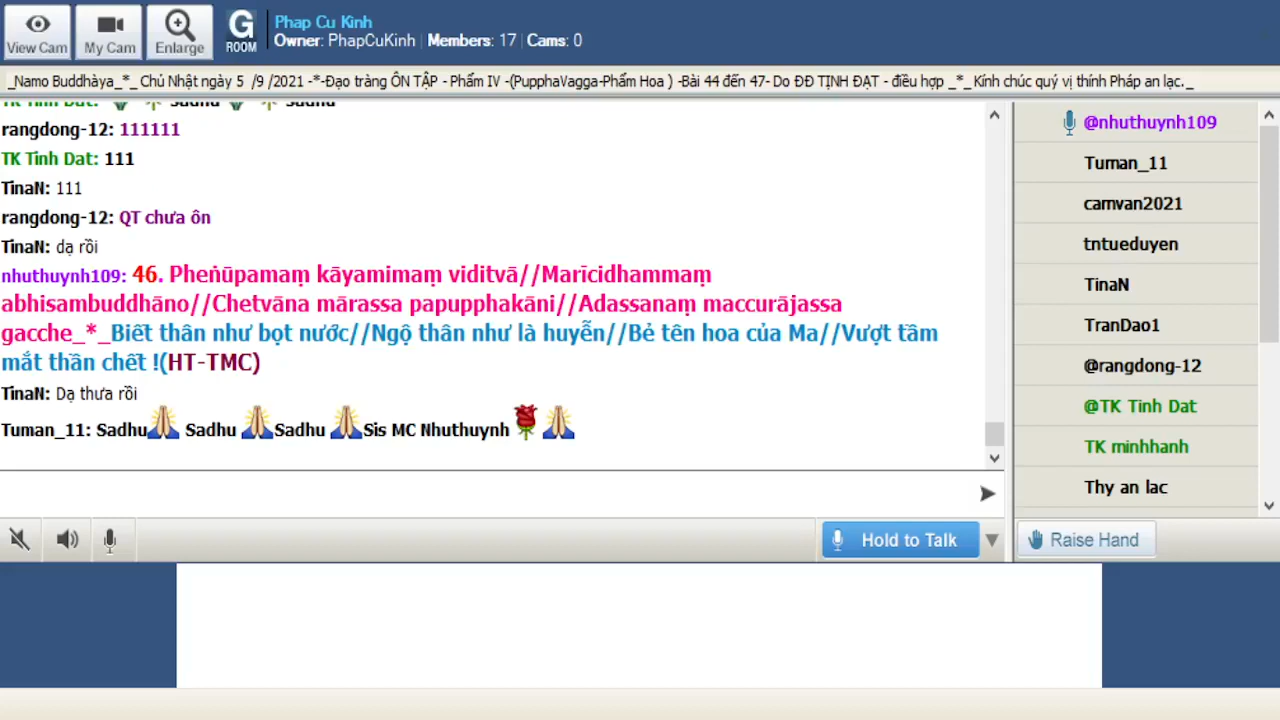 View Cam
My Cam
Enlarge
G
ROOM
Phap Cu Kinh
Owner: PhapCuKinh | Members: 17 | Cams: 0
_Namo Buddhàya_*_ Chủ Nhật ngày 5 /9 /2021 -*-Đạo tràng ÔN TẬP - Phẩm IV -(PupphaVagga-Phẩm Hoa ) -Bài 44 đến 47- Do ĐĐ TỊNH ĐẠT - điều hợp _*_Kính chúc quý vị thính Pháp an lạc._
TK Tinh Dat: Sadhu Sadhu
rangdong-12: 111111
TK Tinh Dat: 111
TinaN: 111
rangdong-12: QT chưa ôn
TinaN: dạ rồi
nhuthuynh109: 46. Pheṅūpamaṃ kāyamimaṃ viditvā//Marīcidhammaṃ
abhisambuddhāno//Chetvāna mārassa papupphakāni//Adassanaṃ maccurājassa
gacche_*_Biết thân như bọt nước//Ngộ thân như là huyễn//Bẻ tên hoa của Ma//Vượt tầm
mắt thần chết !(HT-TMC)
TinaN: Dạ thưa rồi
Tuman_11: Sadhu🙏 Sadhu 🙏Sadhu 🙏Sis MC Nhuthuynh🌹🙏
@nhuthuynh109
Tuman_11
camvan2021
tntueduyen
TinaN
TranDao1
@rangdong-12
@TK Tinh Dat
TK minhhanh
Thy an lac
Hold to Talk
Raise Hand